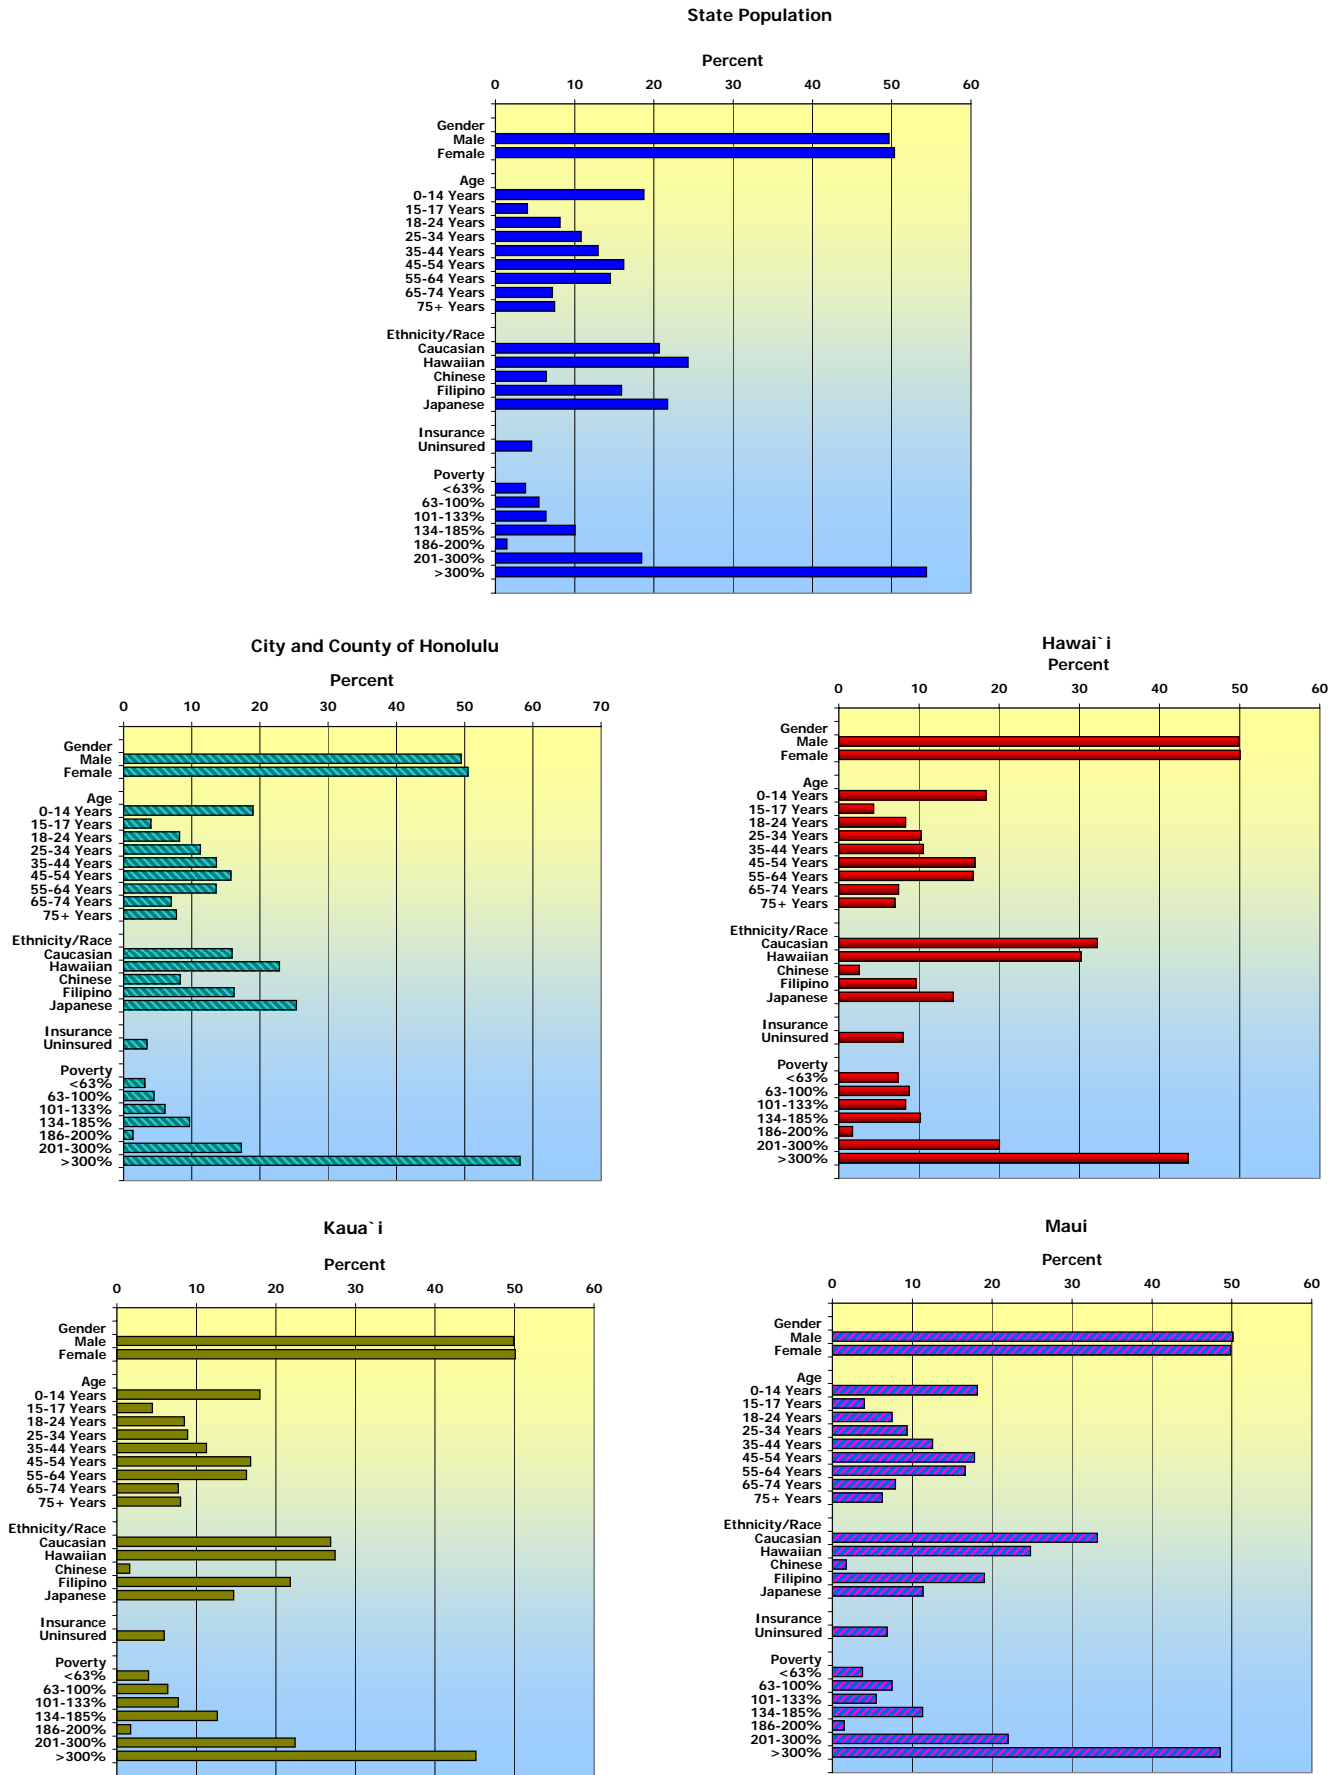 State Population
Percent
0 10 20 30 40 50 60
Gender
Male
Female
Age
0-14 Years
15-17 Years
18-24 Years
25-34 Years
35-44 Years
45-54 Years
55-64 Years
65-74 Years
75+ Years
Ethnicity/Race
Caucasian
Hawaiian
Chinese
Filipino
Japanese
Insurance
Uninsured
Poverty
<63%
63-100%
101-133%
134-185%
186-200%
201-300%
>300%
City and County of Honolulu
Percent
0 10 20 30 40 50 60 70
Gender
Male
Female
Age
0-14 Years
15-17 Years
18-24 Years
25-34 Years
35-44 Years
45-54 Years
55-64 Years
65-74 Years
75+ Years
Ethnicity/Race
Caucasian
Hawaiian
Chinese
Filipino
Japanese
Insurance
Uninsured
Poverty
<63%
63-100%
101-133%
134-185%
186-200%
201-300%
>300%
Hawai`i
Percent
0 10 20 30 40 50 60
Gender
Male
Female
Age
0-14 Years
15-17 Years
18-24 Years
25-34 Years
35-44 Years
45-54 Years
55-64 Years
65-74 Years
75+ Years
Ethnicity/Race
Caucasian
Hawaiian
Chinese
Filipino
Japanese
Insurance
Uninsured
Poverty
<63%
63-100%
101-133%
134-185%
186-200%
201-300%
>300%
Kaua`i
Percent
0 10 20 30 40 50 60
Gender
Male
Female
Age
0-14 Years
15-17 Years
18-24 Years
25-34 Years
35-44 Years
45-54 Years
55-64 Years
65-74 Years
75+ Years
Ethnicity/Race
Caucasian
Hawaiian
Chinese
Filipino
Japanese
Insurance
Uninsured
Poverty
<63%
63-100%
101-133%
134-185%
186-200%
201-300%
>300%
Maui
Percent
0 10 20 30 40 50 60
Gender
Male
Female
Age
0-14 Years
15-17 Years
18-24 Years
25-34 Years
35-44 Years
45-54 Years
55-64 Years
65-74 Years
75+ Years
Ethnicity/Race
Caucasian
Hawaiian
Chinese
Filipino
Japanese
Insurance
Uninsured
Poverty
<63%
63-100%
101-133%
134-185%
186-200%
201-300%
>300%